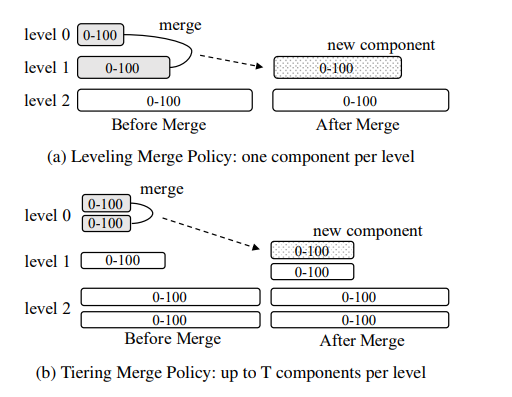 level 0 0-100 merge
new component
level 1 0-100 0-100
level 2 0-100 0-100
Before Merge After Merge
(a) Leveling Merge Policy: one component per level
merge
level 0 0-100
0-100
new component
0-100
level 1 0-100 0-100
level 2 0-100 0-100
0-100 0-100
Before Merge After Merge
(b) Tiering Merge Policy: up to T components per level